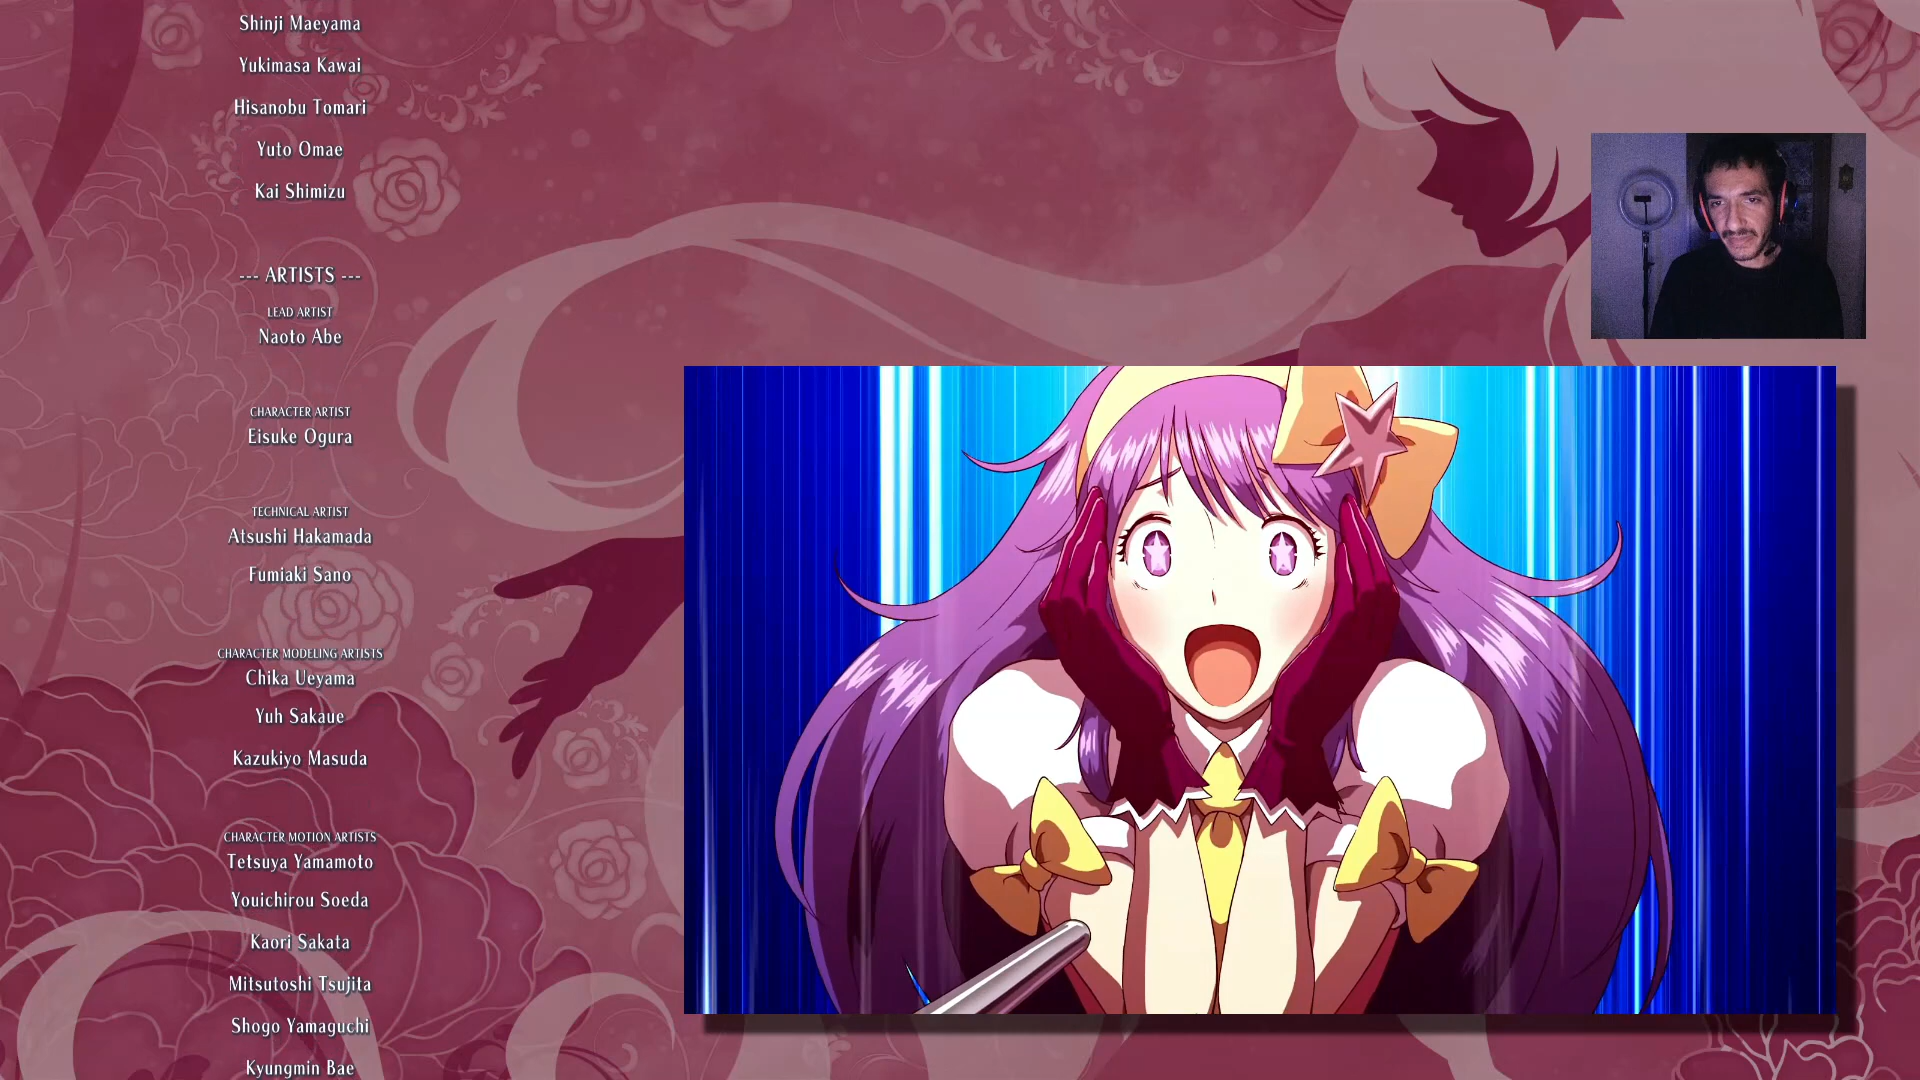 Shinji Maeyama
Yukimasa Kawai
Hisanobu Tomari
Yuto Omae
Kai Shimizu
--- ARTISTS ---
LEAD ARTIST
Naoto Abe
CHARACTER ARTIST
Eisuke Ogura
TECHNICAL ARTIST
Atsushi Hakamada
Fumiaki Sano
CHARACTER MODELING ARTISTS
Chika Ueyama
Yuh Sakaue
Kazukiyo Masuda
CHARACTER MOTION ARTISTS
Tetsuya Yamamoto
Youichirou Soeda
Kaori Sakata
Mitsutoshi Tsujita
Shogo Yamaguchi
Kyungmin Bae